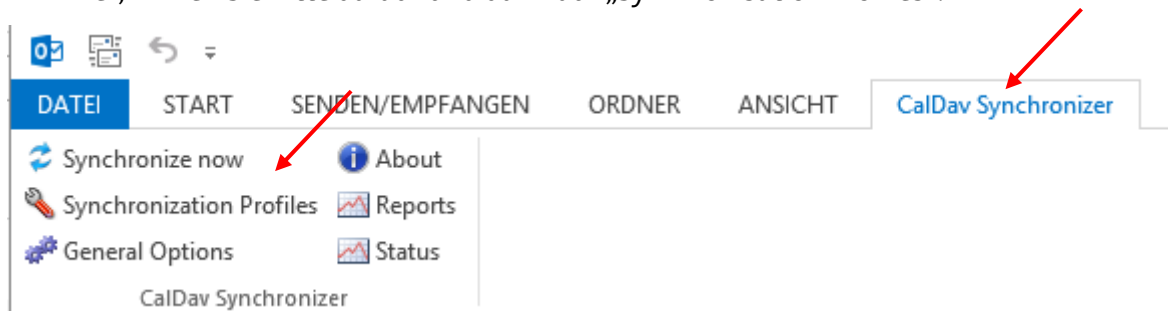 DATEI START SENDEN/EMPFANGEN ORDNER ANSICHT CalDav Synchronizer
Synchronize now About
Synchronization Profiles Reports
General Options Status
CalDav Synchronizer